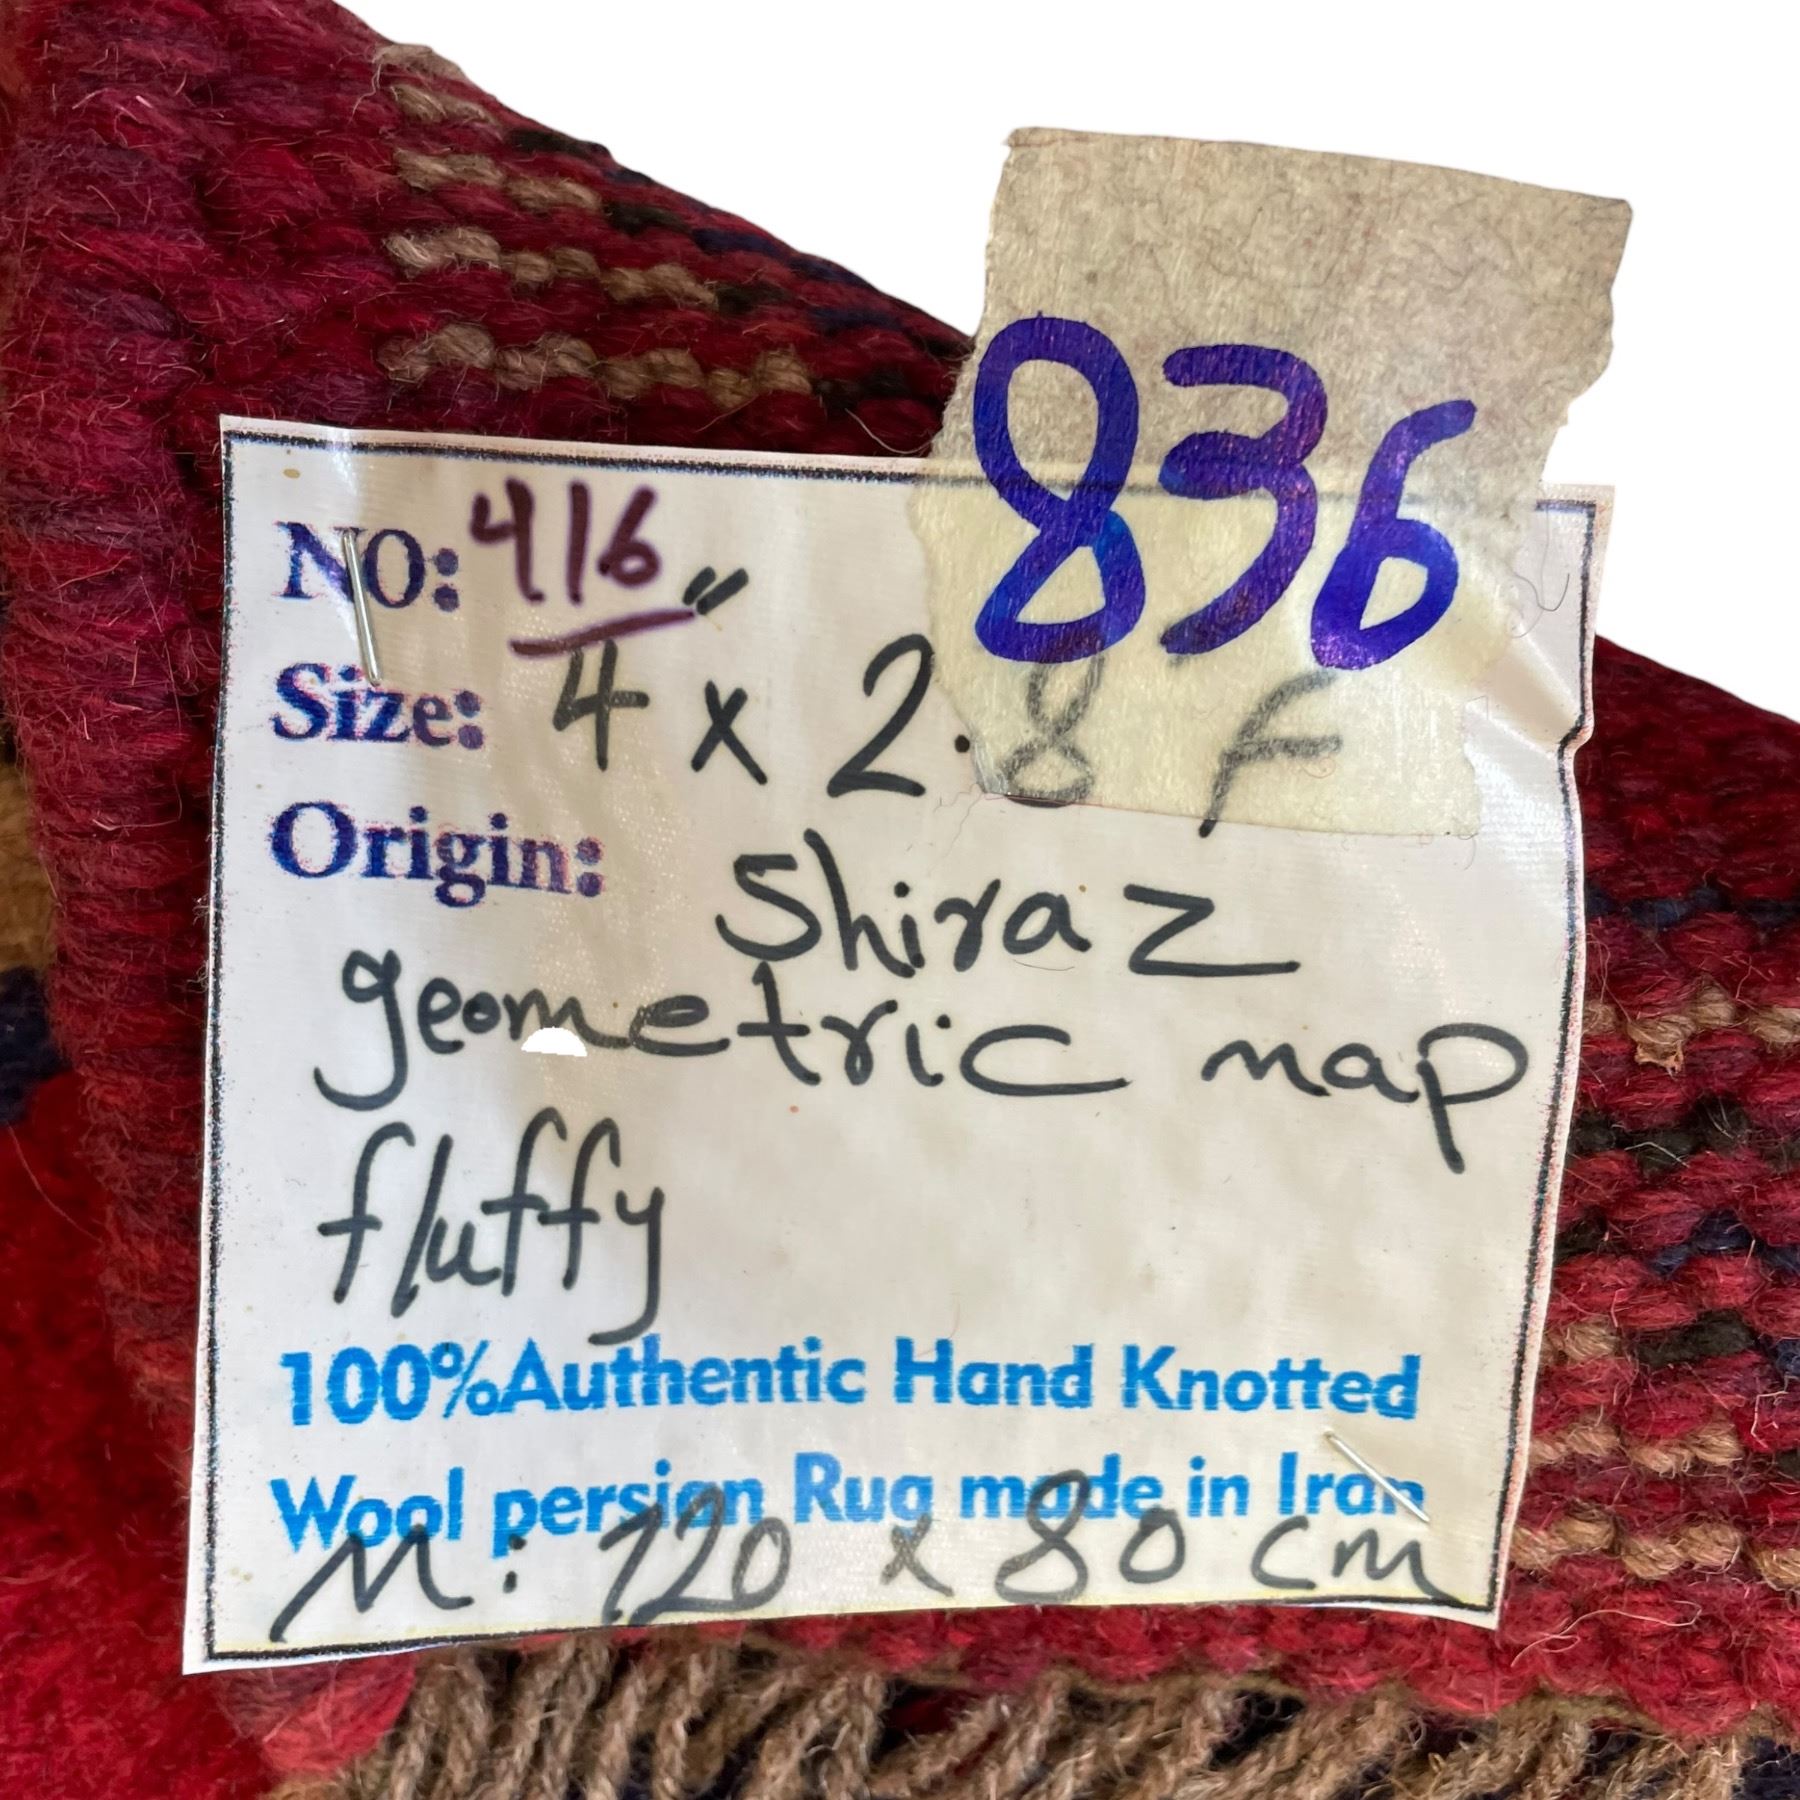 836
NO: 416
Size: 4" x 2.8 F
Origin: Shiraz
geometric map
fluffy
100%Authentic Hand Knotted
Wool persian Rug made in Iran
M: 120 x 80 cm